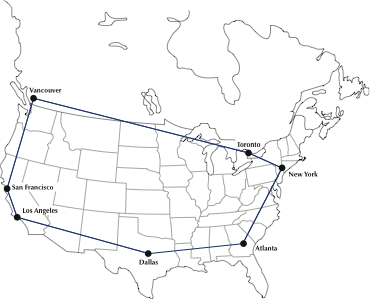 Vancouver
Toronto
New York
San Francisco
Los Angeles
Atlanta
Dallas